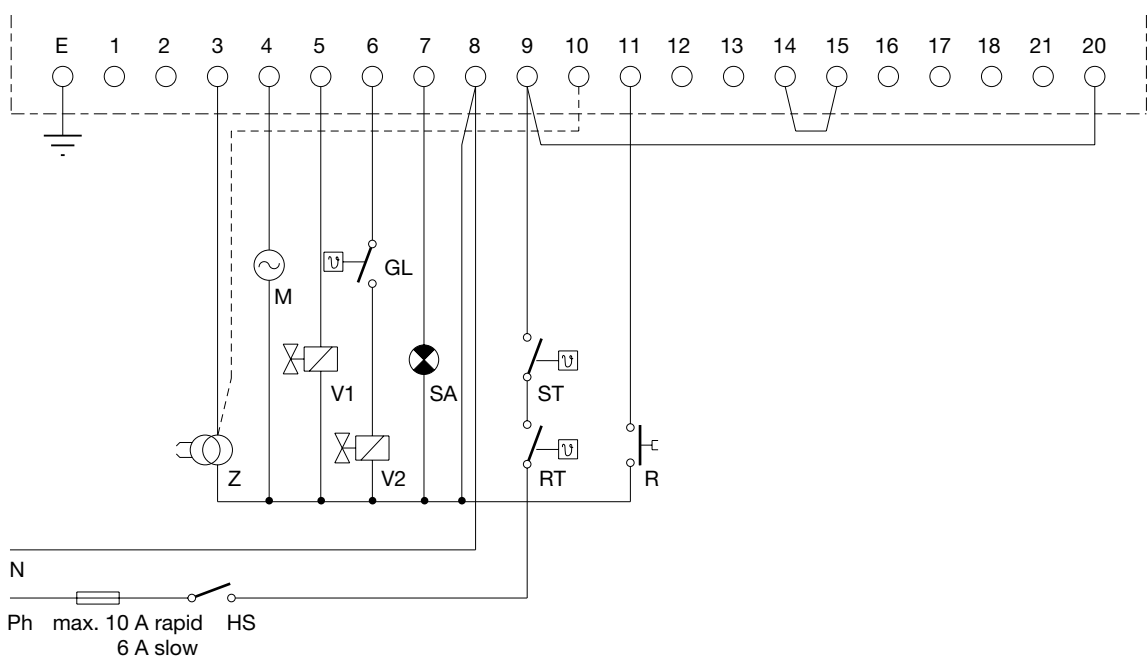 E 1 2 3 4 5 6 7 8 9 10 11 12 13 14 15 16 17 18 21 20
ϑ GL
M
ϑ
V1 SA ST
ϑ
Z V2 RT R
N
Ph max. 10 A rapid HS
6 A slow